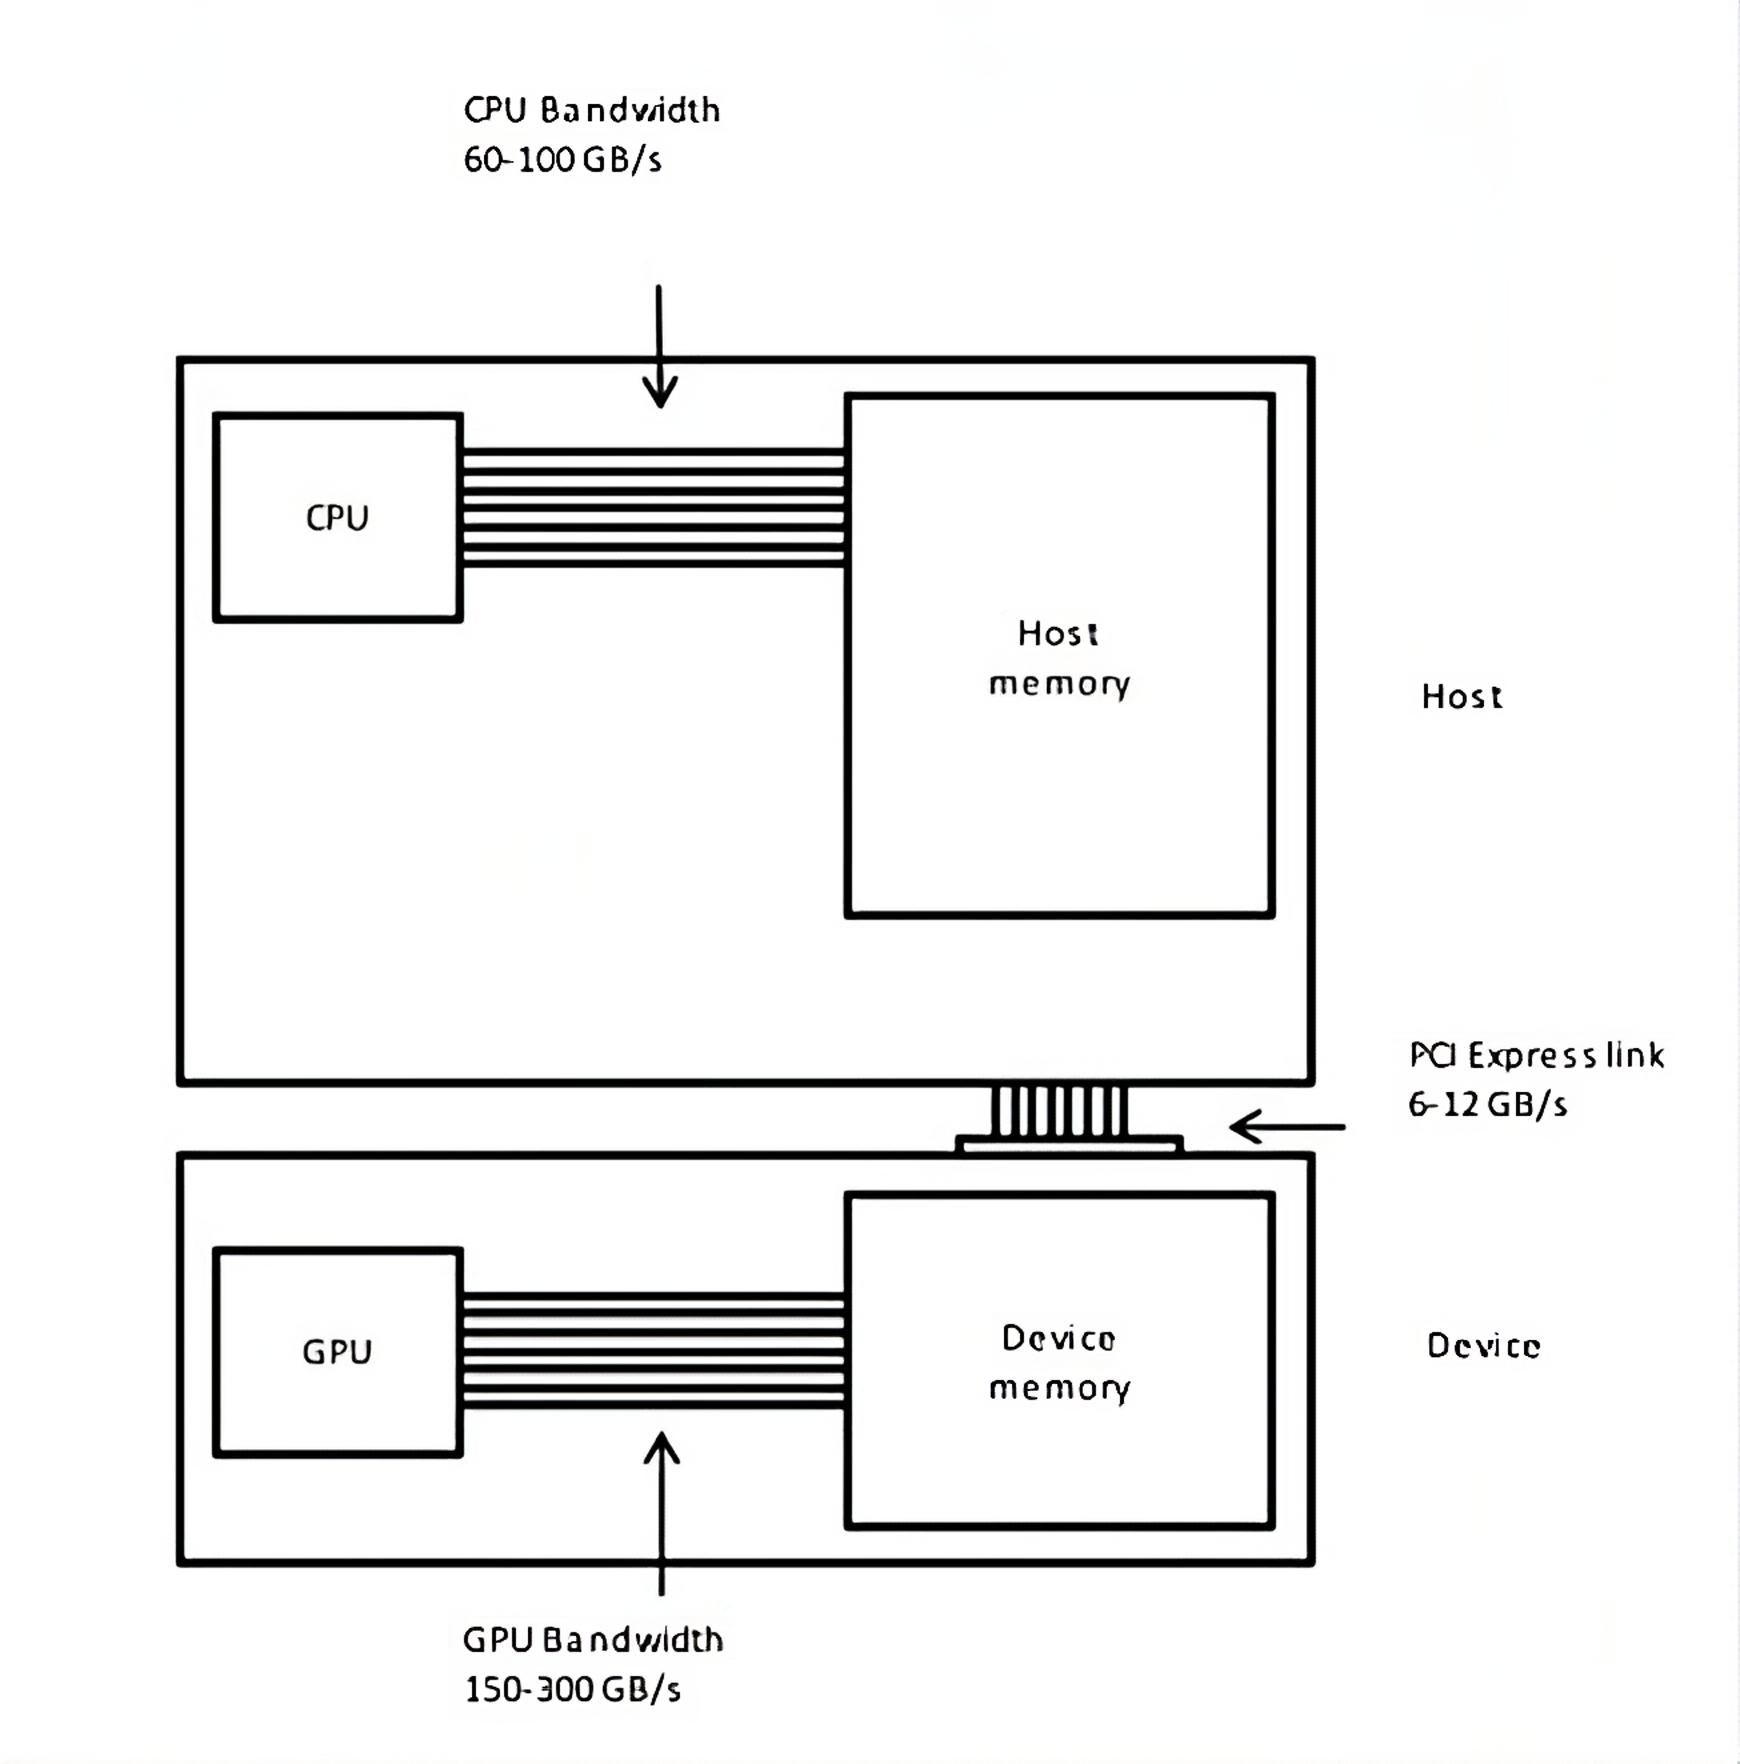 CPU Bandwidth
60-100 GB/s
CPU
Host
memory
Host
PCI Express link
6-12 GB/s
GPU
Device
memory
Device
GPU Bandwidth
150-300 GB/s